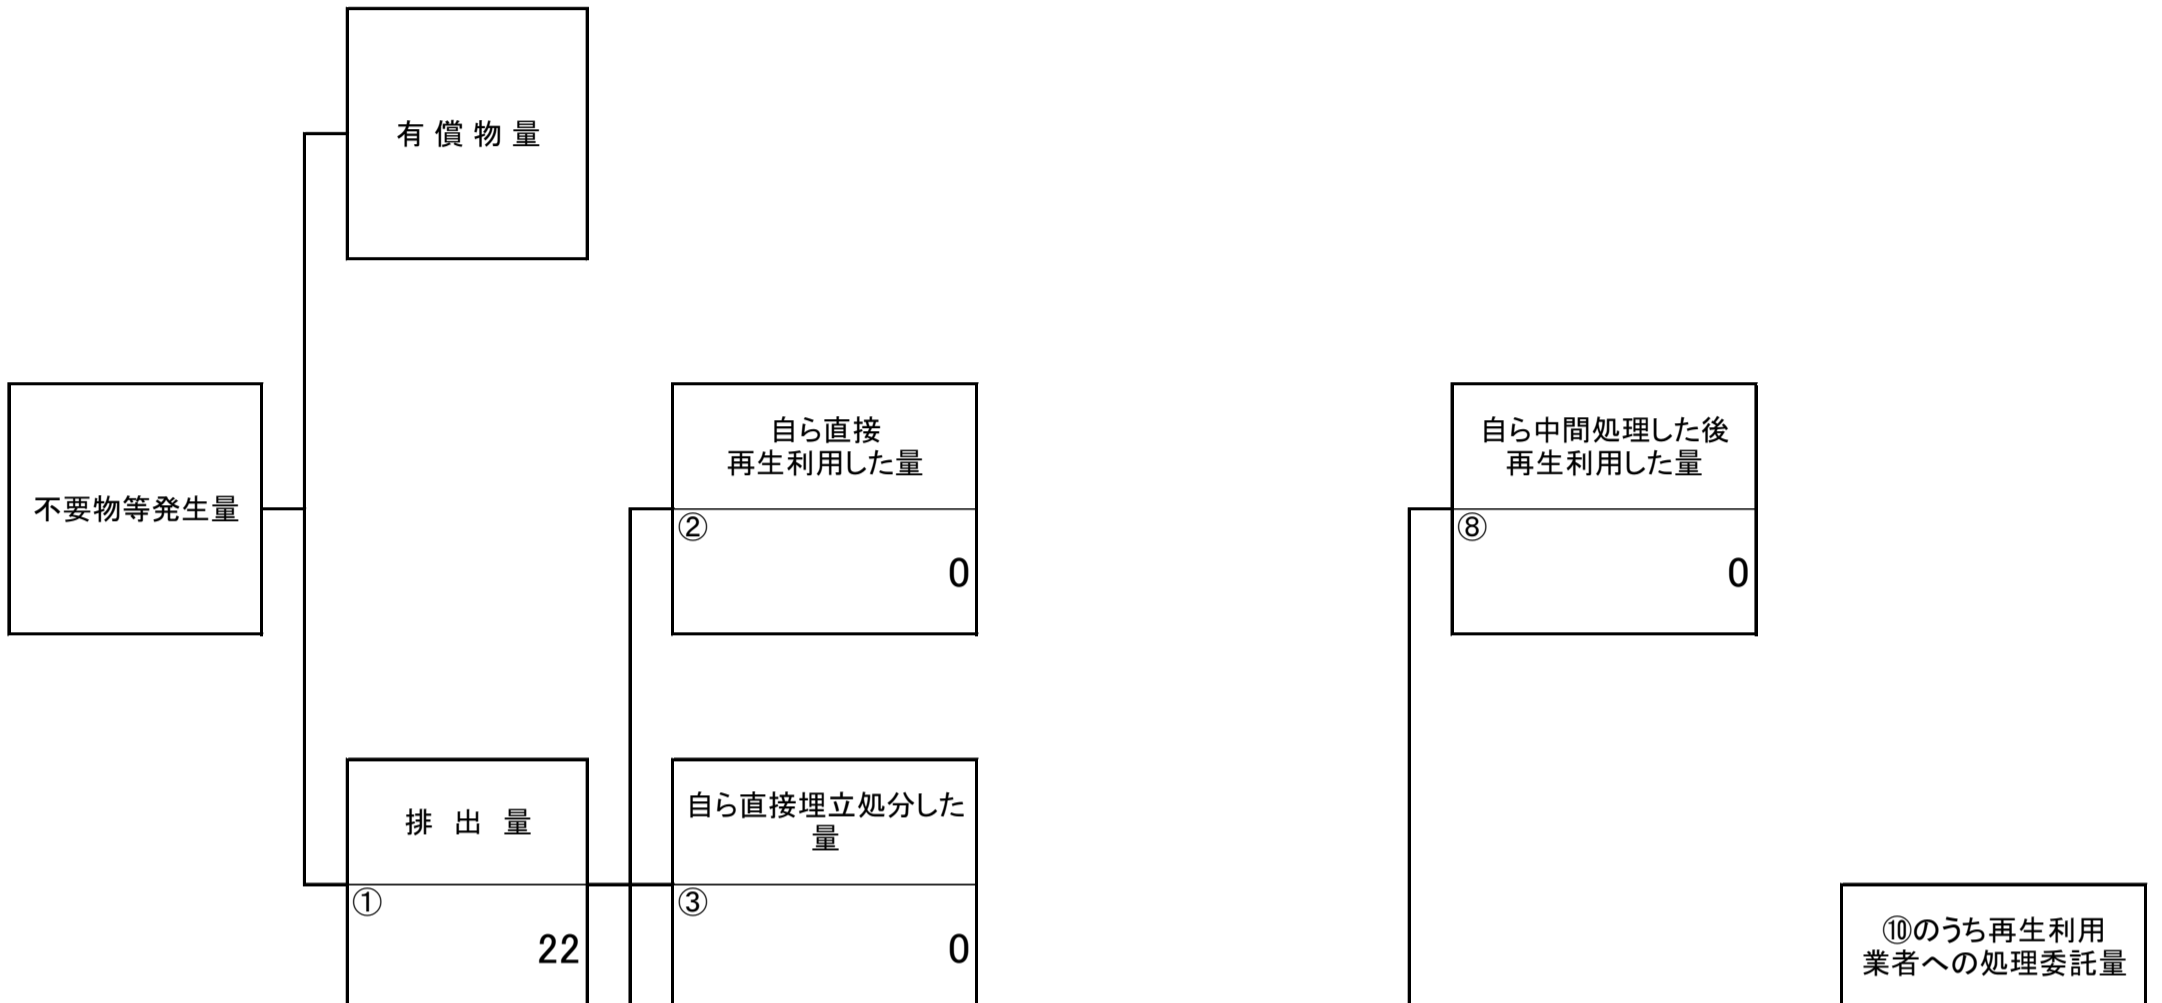 有償物量
不要物等発生量
自ら直接
再生利用した量
②
0
自ら中間処理した後
再生利用した量
⑧
0
排出量
①
22
自ら直接埋立処分した
量
③
0
⑩のうち再生利用
業者への処理委託量